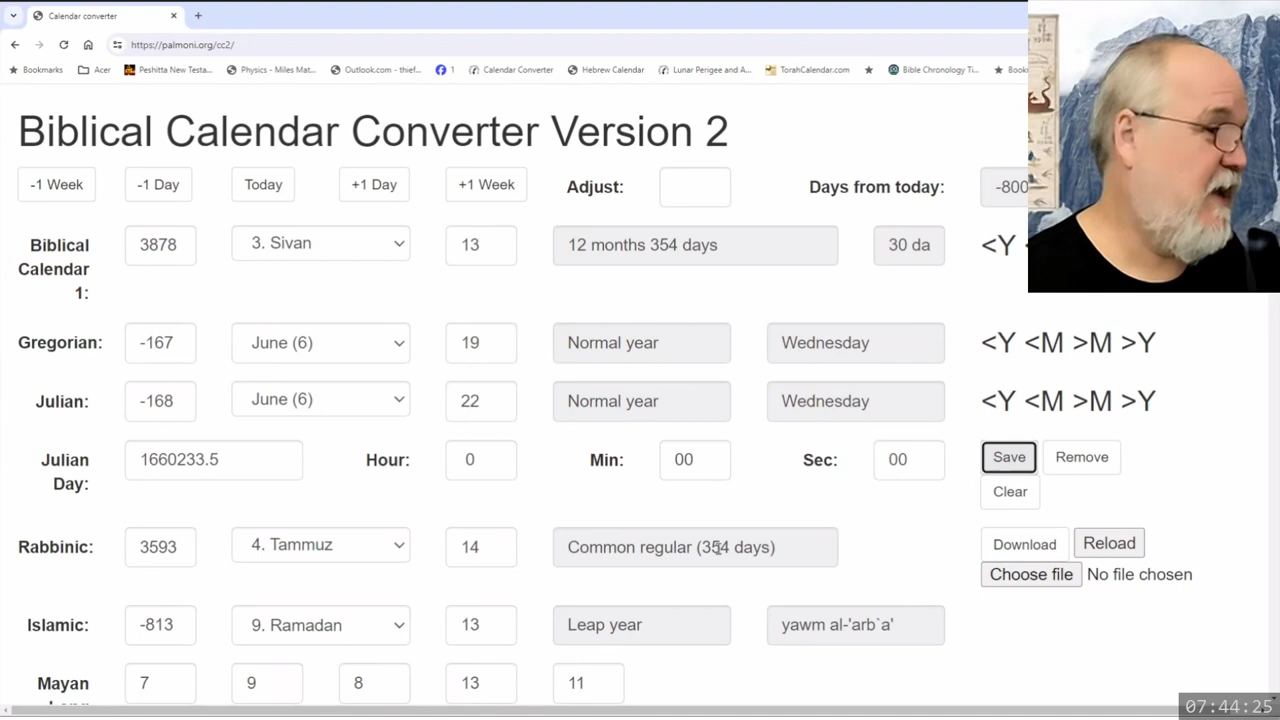 Calendar converter
https://palmoni.org/cc2/
Bookmarks Acer Peshitta New Testa... Physics - Miles Mat... Outlook.com - thief... 1 Calendar Converter Hebrew Calendar Lunar Perigee and A... TorahCalendar.com Bible Chronology Ti...
Biblical Calendar Converter Version 2
-1 Week -1 Day Today +1 Day +1 Week Adjust: Days from today: -800
Biblical Calendar 1: 3878 3. Sivan 13 12 months 354 days 30 da <Y
Gregorian: -167 June (6) 19 Normal year Wednesday <Y <M >M >Y
Julian: -168 June (6) 22 Normal year Wednesday <Y <M >M >Y
Julian Day: 1660233.5 Hour: 0 Min: 00 Sec: 00 Save Remove
Clear
Rabbinic: 3593 4. Tammuz 14 Common regular (354 days) Download Reload
Choose file No file chosen
Islamic: -813 9. Ramadan 13 Leap year yawm al-'arb`a'
Mayan 7 9 8 13 11
07:44:25